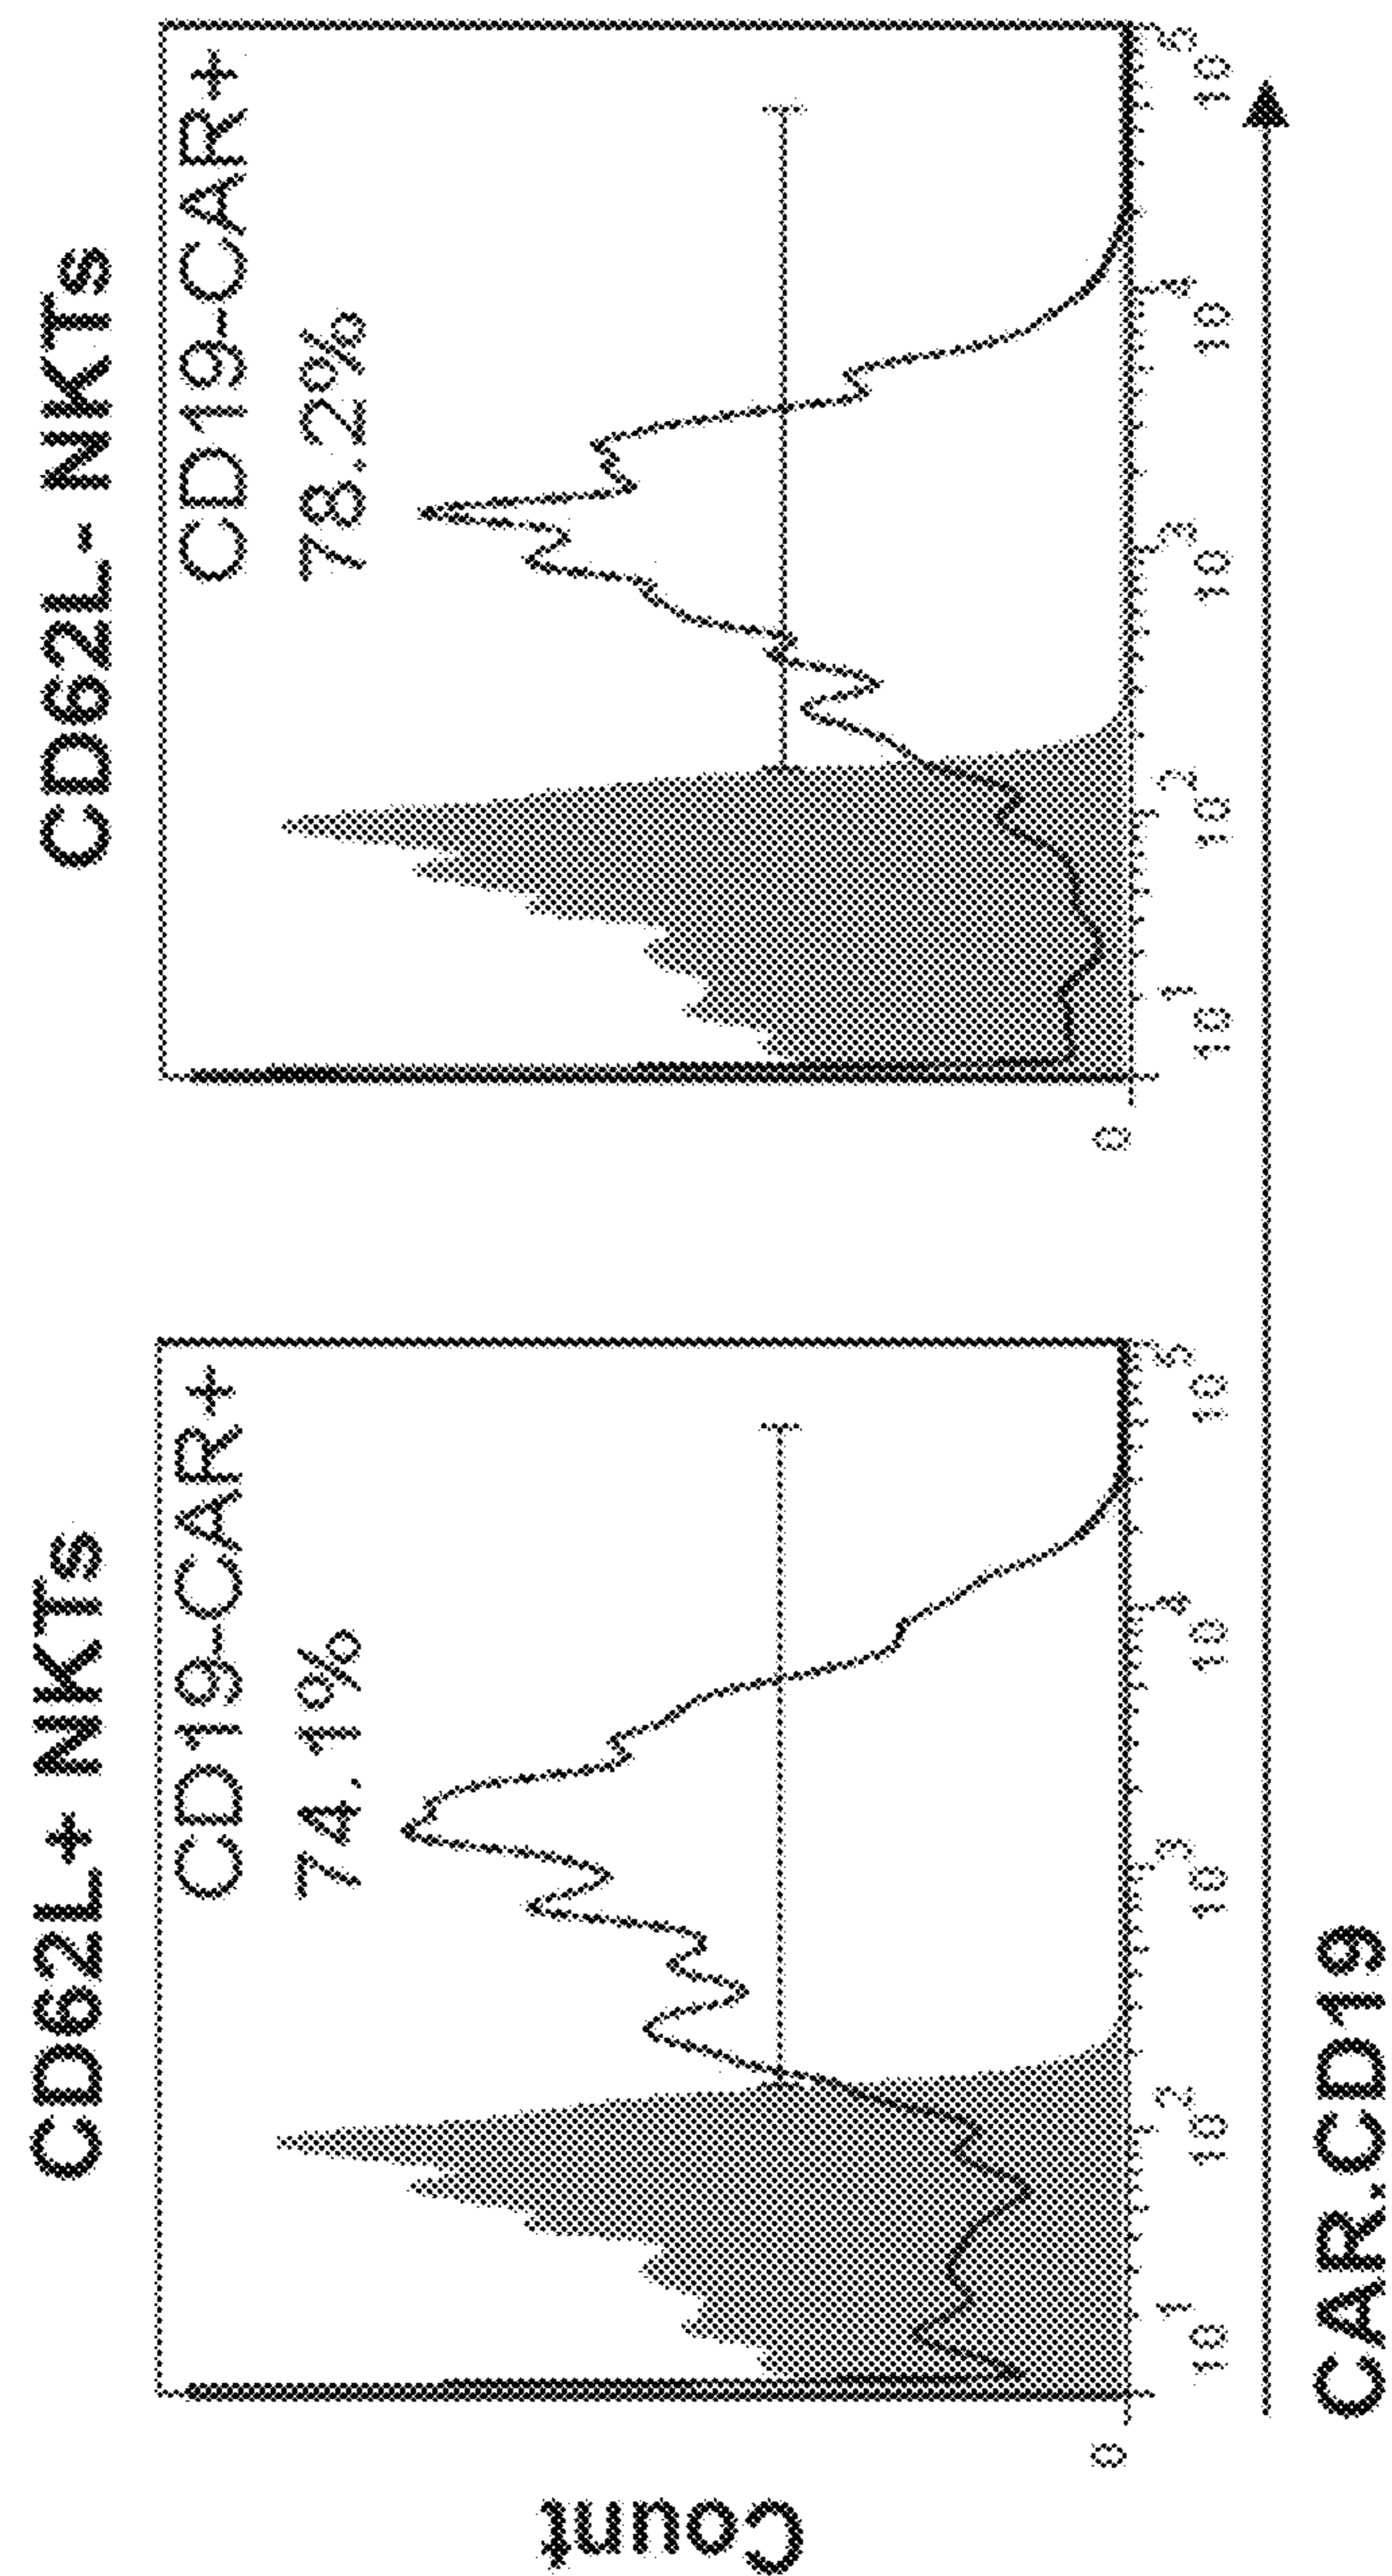 CD62L+ NKTs
CD19-CAR+
74.1%
0
10^1
10^2
10^3
10^4
10^5
CD62L- NKTs
CD19-CAR+
78.2%
0
10^1
10^2
10^3
10^4
10^5
Count
CAR.CD19